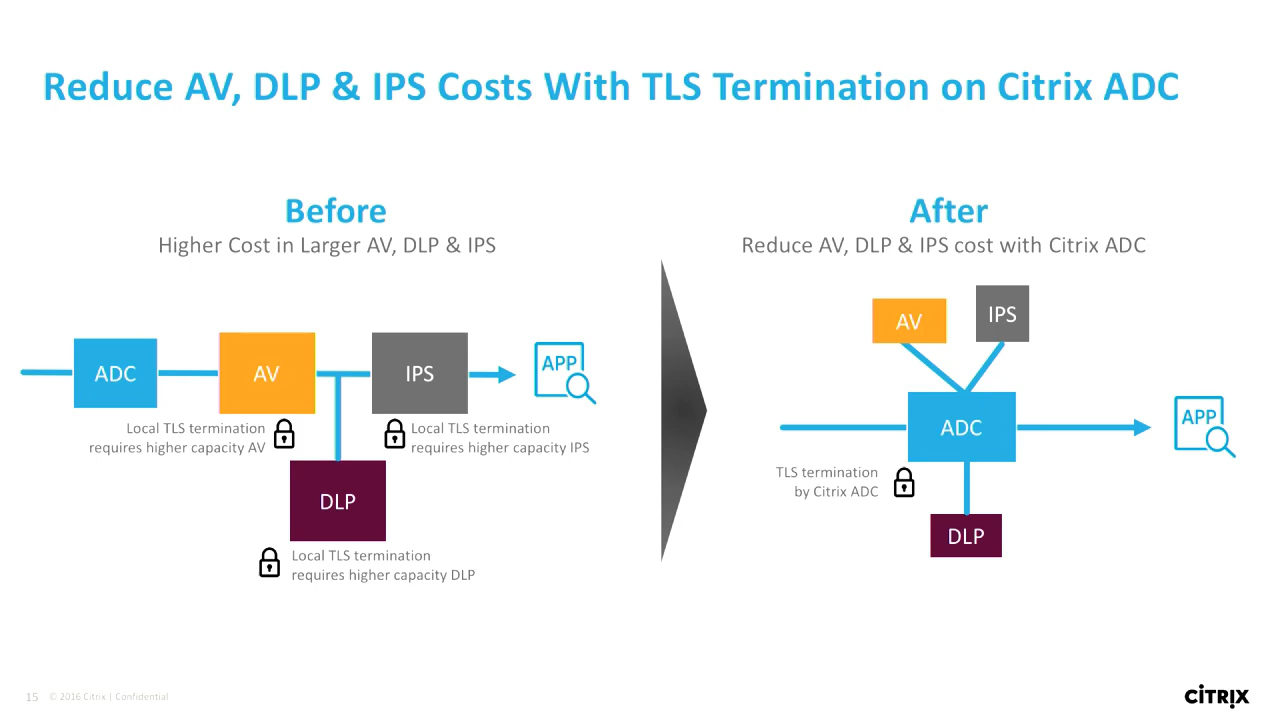 Reduce AV, DLP & IPS Costs With TLS Termination on Citrix ADC
Before
Higher Cost in Larger AV, DLP & IPS
ADC
AV
IPS
APP
Local TLS termination
requires higher capacity AV
Local TLS termination
requires higher capacity IPS
DLP
Local TLS termination
requires higher capacity DLP
After
Reduce AV, DLP & IPS cost with Citrix ADC
AV
IPS
ADC
APP
TLS termination
by Citrix ADC
DLP
15 © 2016 Citrix | Confidential
CITRIX